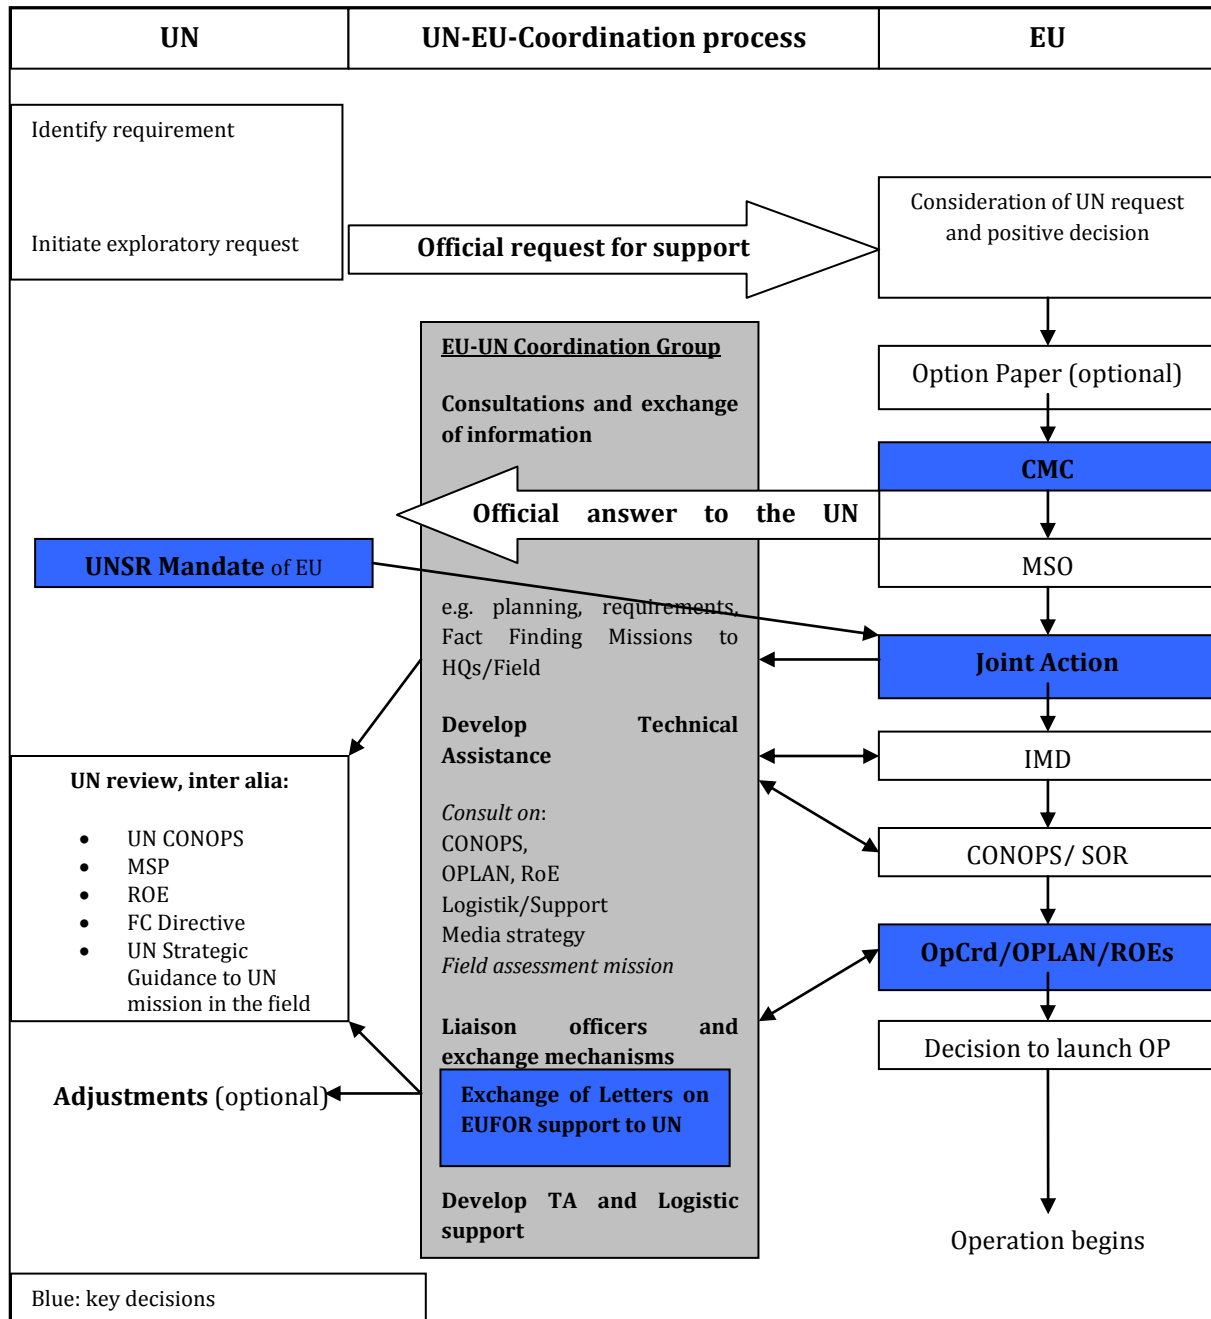 UN
UN-EU-Coordination process
EU
Identify requirement
Initiate exploratory request
Official request for support
Consideration of UN request
and positive decision
EU-UN Coordination Group
Consultations and exchange
of information
Option Paper (optional)
CMC
Official answer to the UN
UNSR Mandate of EU
MSO
e.g. planning, requirements,
Fact Finding Missions to
HQs/Field
Joint Action
Develop Technical
Assistance
IMD
UN review, inter alia:
• UN CONOPS
• MSP
• ROE
• FC Directive
• UN Strategic
Guidance to UN
mission in the field
Consult on:
CONOPS,
OPLAN, RoE
Logistik/Support
Media strategy
Field assessment mission
CONOPS/ SOR
OpCrd/OPLAN/ROEs
Liaison officers and
exchange mechanisms
Decision to launch OP
Adjustments (optional)
Exchange of Letters on
EUFOR support to UN
Develop TA and Logistic
support
Operation begins
Blue: key decisions